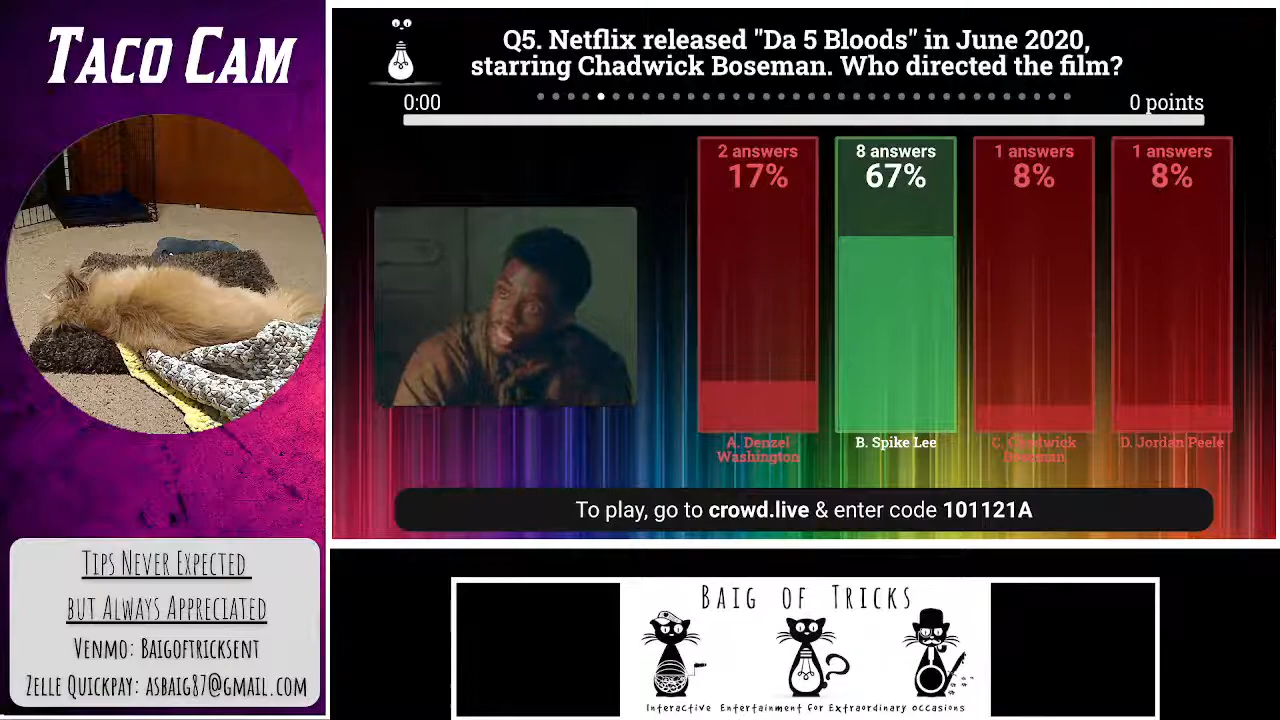 TACO CAM
Q5. Netflix released "Da 5 Bloods" in June 2020,
starring Chadwick Boseman. Who directed the film?
0:00
0 points
2 answers
17%
8 answers
67%
1 answers
8%
1 answers
8%
A. Denzel
Washington
B. Spike Lee
C. Chadwick
Boseman
D. Jordan Peele
To play, go to crowd.live & enter code 101121A
TIPS NEVER EXPECTED
BUT ALWAYS APPRECIATED
VENMO: BAIGOFTRICKSENT
ZELLE QUICKPAY: ASBAIG87@GMAIL.COM
BAIG OF TRICKS
Interactive Entertainment for Extraordinary occasions